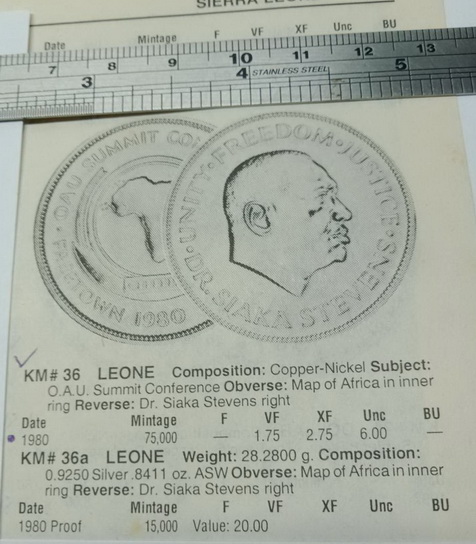 SIERRA LEON
Date Mintage F VF XF Unc BU
7 8 9 10 11 12 13
3 4 STAINLESS STEEL 5
O.A.U SUMMIT CO
FREETOWN 1980
UNITY • FREEDOM • JUSTICE •
DR. SIAKA STEVENS
KM# 36 LEONE Composition: Copper-Nickel Subject:
O.A.U. Summit Conference Obverse: Map of Africa in inner
ring Reverse: Dr. Siaka Stevens right
Date Mintage F VF XF Unc BU
1980 75,000 — 1.75 2.75 6.00 —
KM# 36a LEONE Weight: 28.2800 g. Composition:
0.9250 Silver .8411 oz. ASW Obverse: Map of Africa in inner
ring Reverse: Dr. Siaka Stevens right
Date Mintage F VF XF Unc BU
1980 Proof 15,000 Value: 20.00